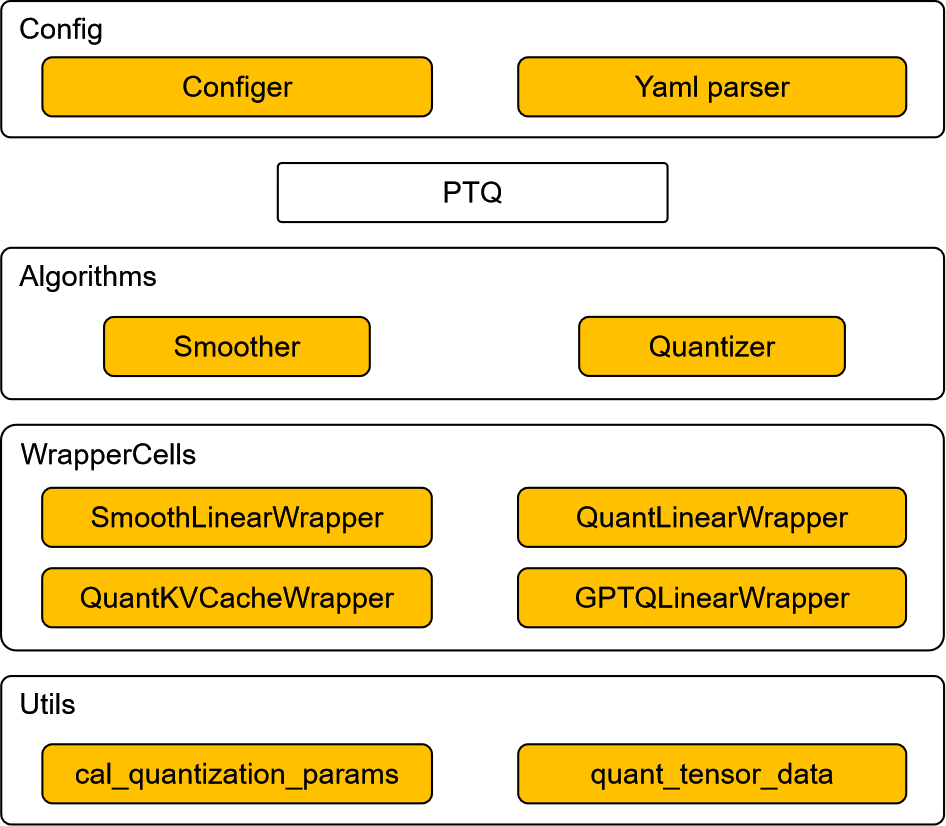 Config
Configer
Yaml parser
PTQ
Algorithms
Smoother
Quantizer
WrapperCells
SmoothLinearWrapper
QuantLinearWrapper
QuantKVCacheWrapper
GPTQLinearWrapper
Utils
cal_quantization_params
quant_tensor_data